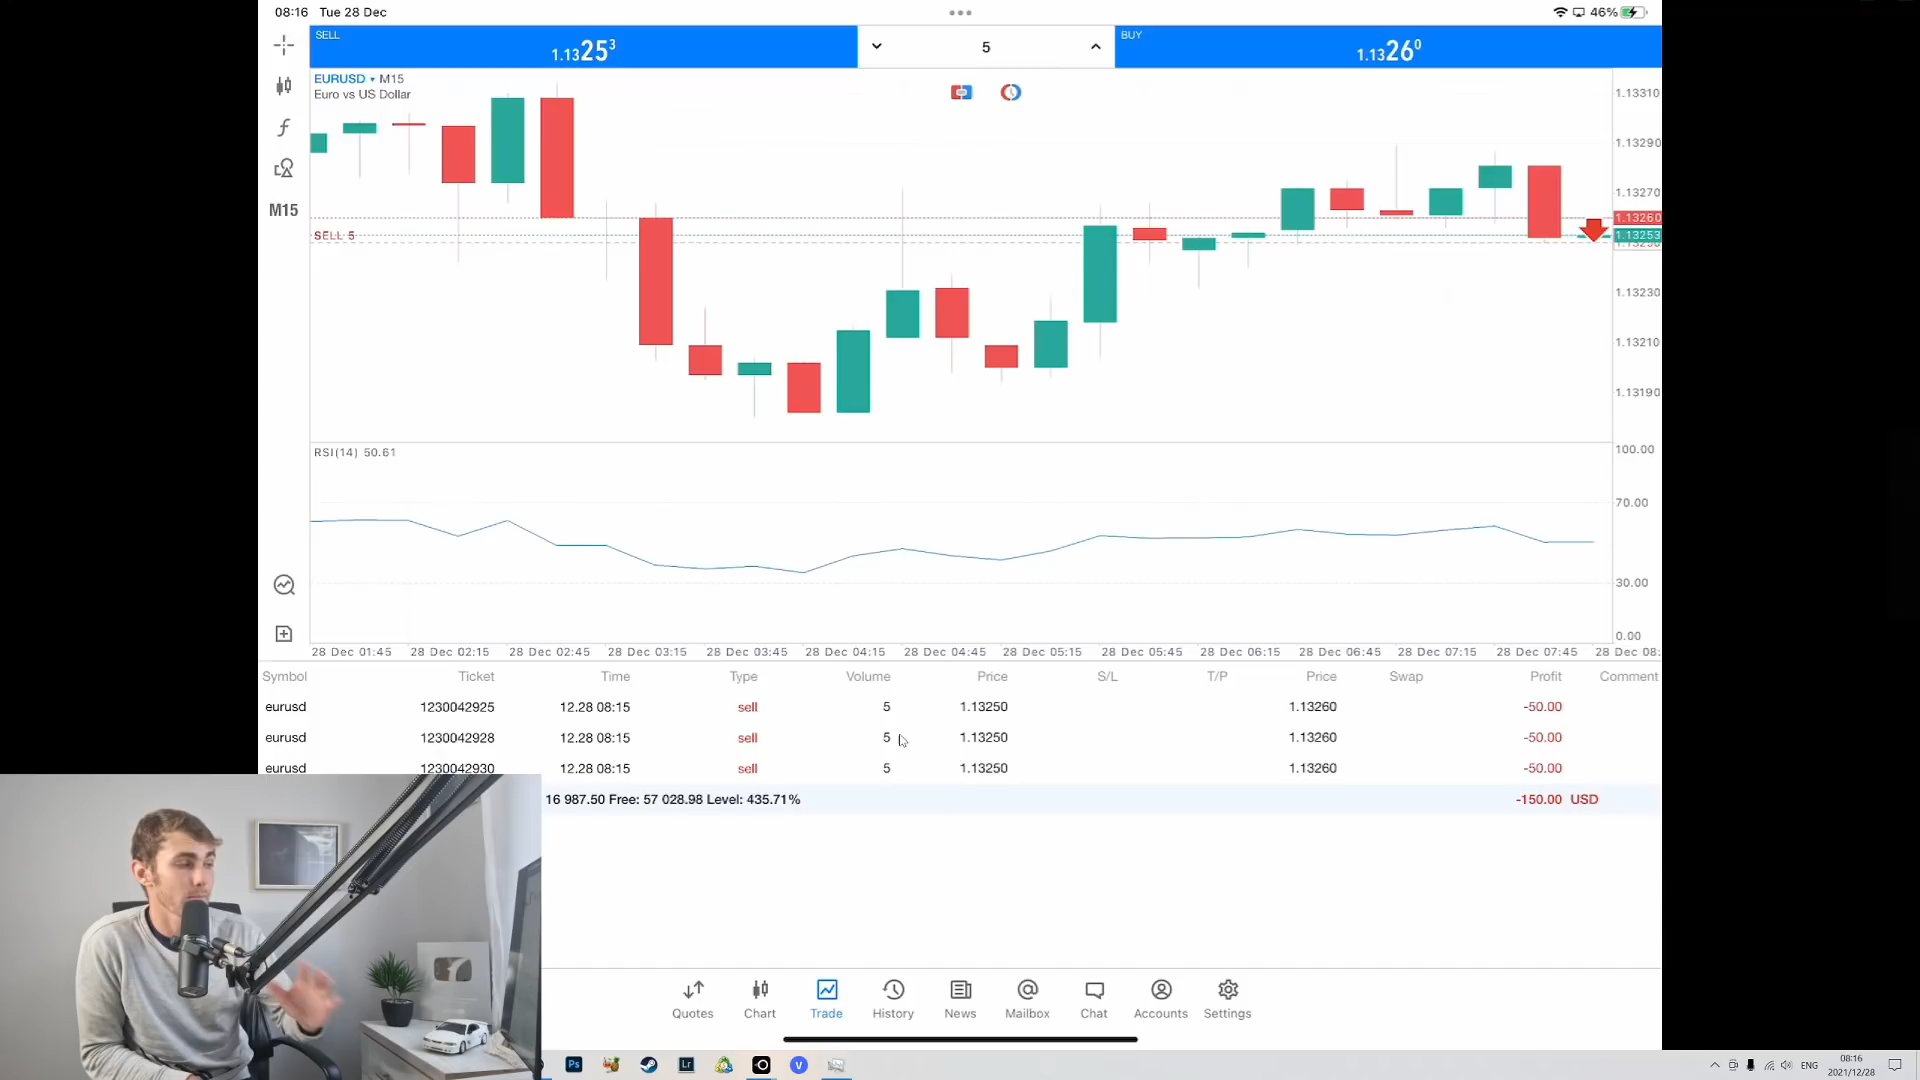 08:16 Tue 28 Dec
46%
SELL
1.13253
5
BUY
1.13260
EURUSD M15
Euro vs US Dollar
M15
SELL 5
1.13310
1.13290
1.13270
1.13260
1.13253
1.13230
1.13210
1.13190
RSI(14) 50.61
100.00
70.00
30.00
0.00
28 Dec 01:45 28 Dec 02:15 28 Dec 02:45 28 Dec 03:15 28 Dec 03:45 28 Dec 04:15 28 Dec 04:45 28 Dec 05:15 28 Dec 05:45 28 Dec 06:15 28 Dec 06:45 28 Dec 07:15 28 Dec 07:45 28 Dec 08:
Symbol Ticket Time Type Volume Price S/L T/P Price Swap Profit Comment
eurusd 1230042925 12.28 08:15 sell 5 1.13250 1.13260 -50.00
eurusd 1230042928 12.28 08:15 sell 5 1.13250 1.13260 -50.00
eurusd 1230042930 12.28 08:15 sell 5 1.13250 1.13260 -50.00
16 987.50 Free: 57 028.98 Level: 435.71% -150.00 USD
Quotes Chart Trade History News Mailbox Chat Accounts Settings
Ps
Lr
V
ENG
08:16
2021/12/28